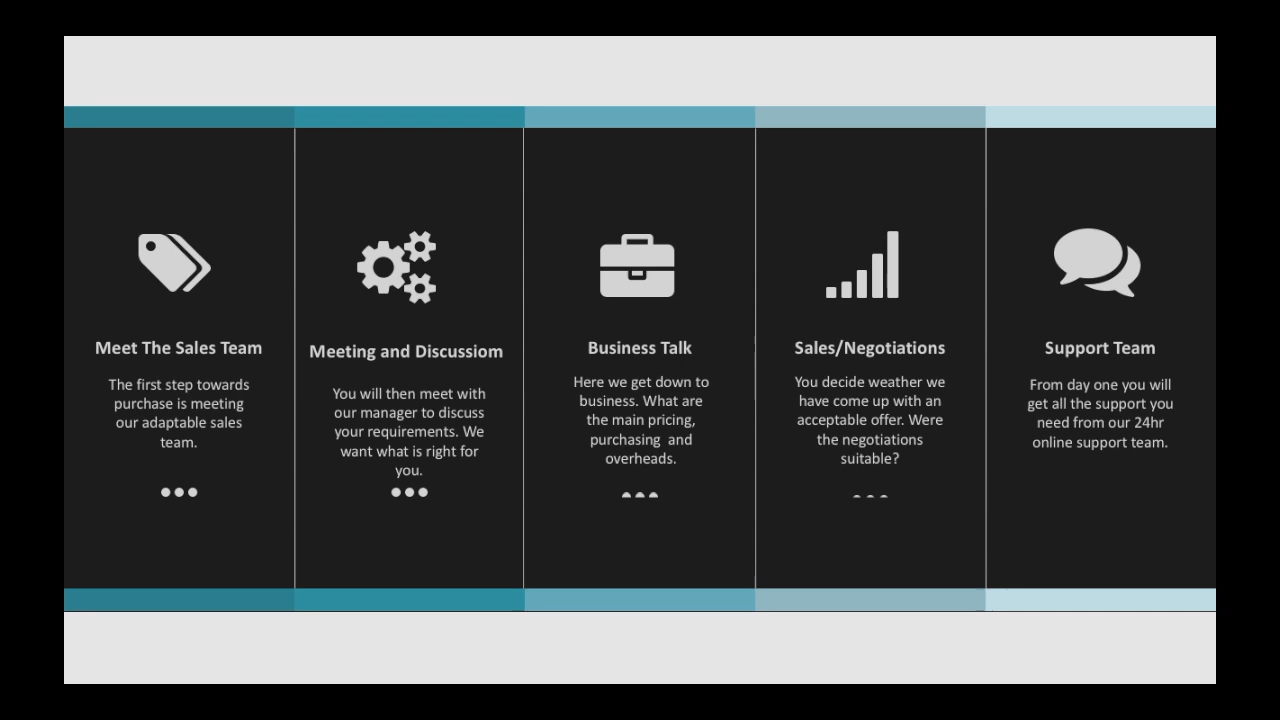 Meet The Sales Team
The first step towards
purchase is meeting
our adaptable sales
team.
Meeting and Discussiom
You will then meet with
our manager to discuss
your requirements. We
want what is right for
you.
Business Talk
Here we get down to
business. What are
the main pricing,
purchasing  and
overheads.
Sales/Negotiations
You decide weather we
have come up with an
acceptable offer. Were
the negotiations
suitable?
Support Team
From day one you will
get all the support you
need from our 24hr
online support team.